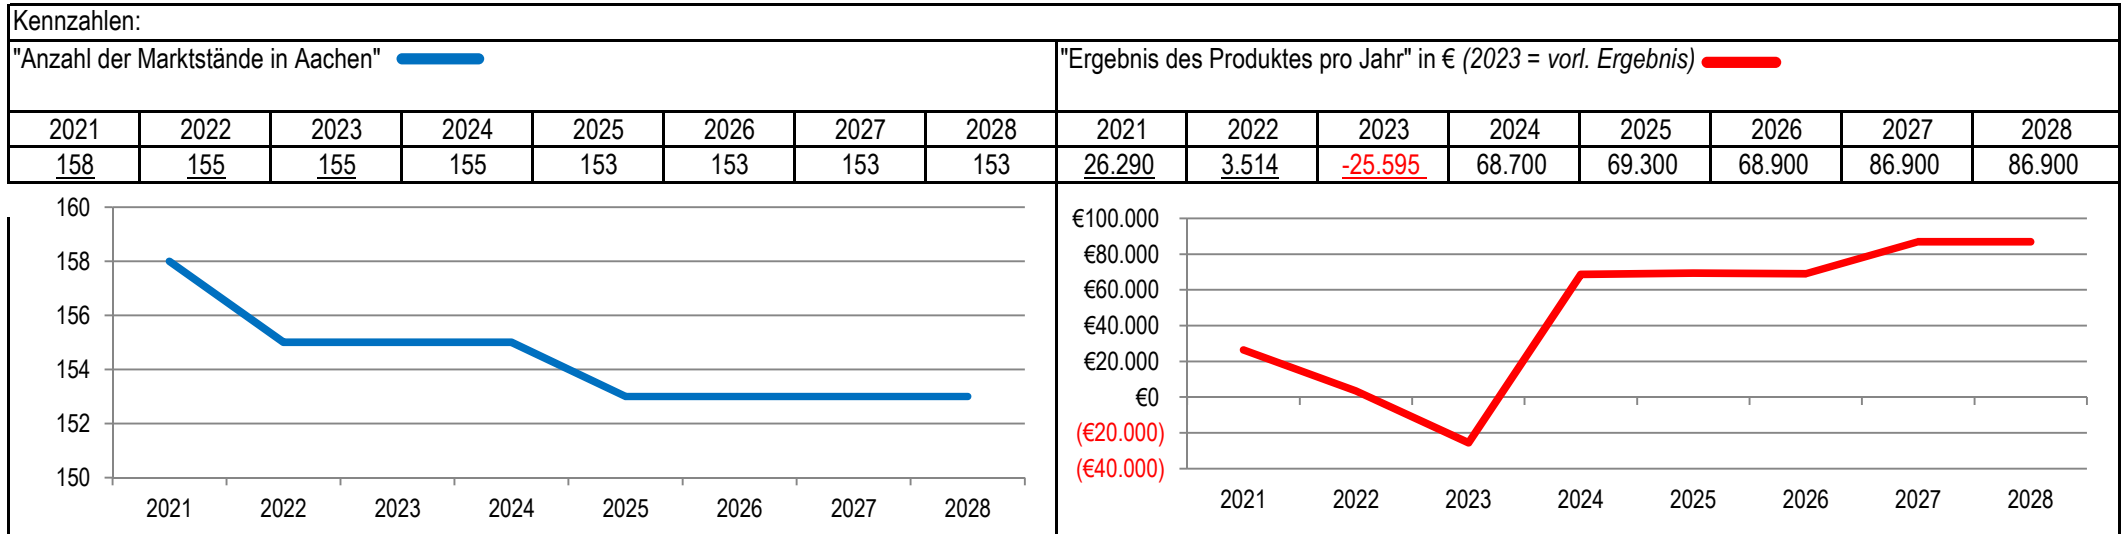 Kennzahlen:
"Anzahl der Marktstände in Aachen"
"Ergebnis des Produktes pro Jahr" in € (2023 = vorl. Ergebnis)
2021 2022 2023 2024 2025 2026 2027 2028 2021 2022 2023 2024 2025 2026 2027 2028
158 155 155 155 153 153 153 153 26.290 3.514 -25.595 68.700 69.300 68.900 86.900 86.900
160
158
156
154
152
150
2021 2022 2023 2024 2025 2026 2027 2028
€100.000
€80.000
€60.000
€40.000
€20.000
€0
(€20.000)
(€40.000)
2021 2022 2023 2024 2025 2026 2027 2028